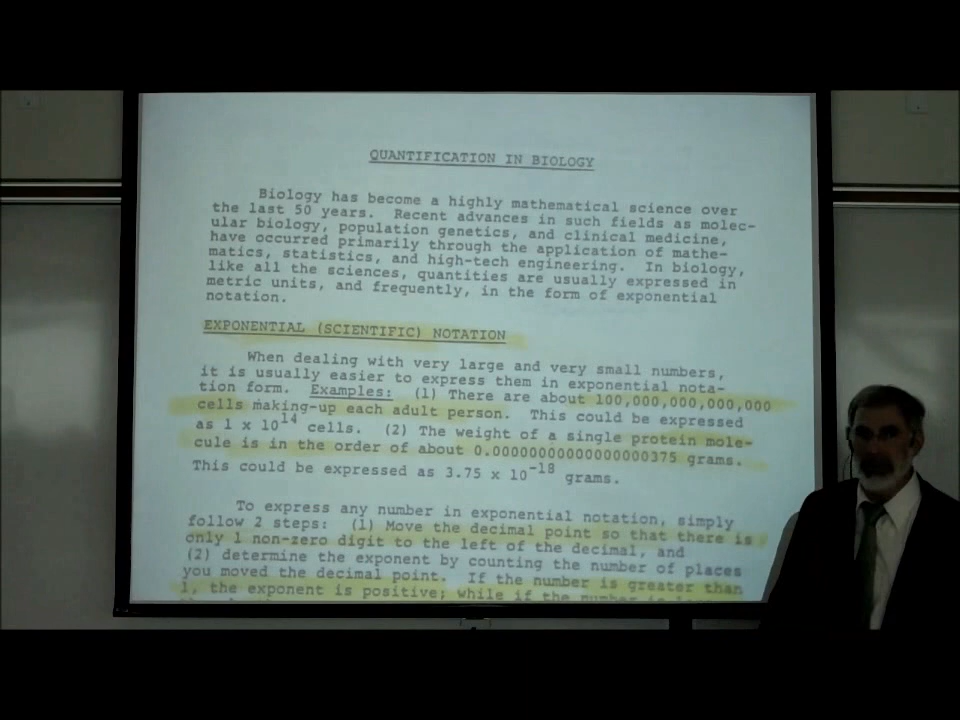 QUANTIFICATION IN BIOLOGY
Biology has become a highly mathematical science over
the last 50 years. Recent advances in such fields as molec-
ular biology, population genetics, and clinical medicine,
have occurred primarily through the application of mathe-
matics, statistics, and high-tech engineering. In biology,
like all the sciences, quantities are usually expressed in
metric units, and frequently, in the form of exponential
notation.
EXPONENTIAL (SCIENTIFIC) NOTATION
When dealing with very large and very small numbers,
it is usually easier to express them in exponential nota-
tion form. Examples: (1) There are about 100,000,000,000,000
cells making-up each adult person. This could be expressed
as 1 x 10^14 cells. (2) The weight of a single protein mole-
cule is in the order of about 0.00000000000000000375 grams.
This could be expressed as 3.75 x 10^-18 grams.
To express any number in exponential notation, simply
follow 2 steps: (1) Move the decimal point so that there is
only 1 non-zero digit to the left of the decimal, and
(2) determine the exponent by counting the number of places
you moved the decimal point. If the number is greater than
1, the exponent is positive; while if the number is